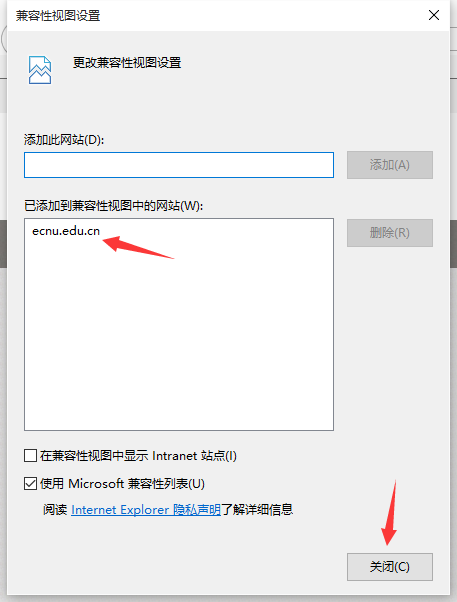 兼容性视图设置
更改兼容性视图设置
添加此网站(D):
添加(A)
已添加到兼容性视图中的网站(W):
ecnu.edu.cn
删除(R)
在兼容性视图中显示 Intranet 站点(I)
使用 Microsoft 兼容性列表(U)
阅读 Internet Explorer 隐私声明了解详细信息
关闭(C)